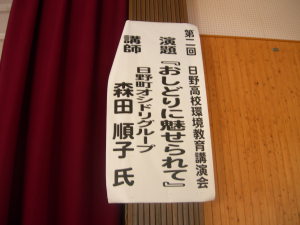 第二回 日野高校環境教育講演会
演題 『おしどりに魅せられて』
日野町オシドリグループ
講師 森田 順子 氏